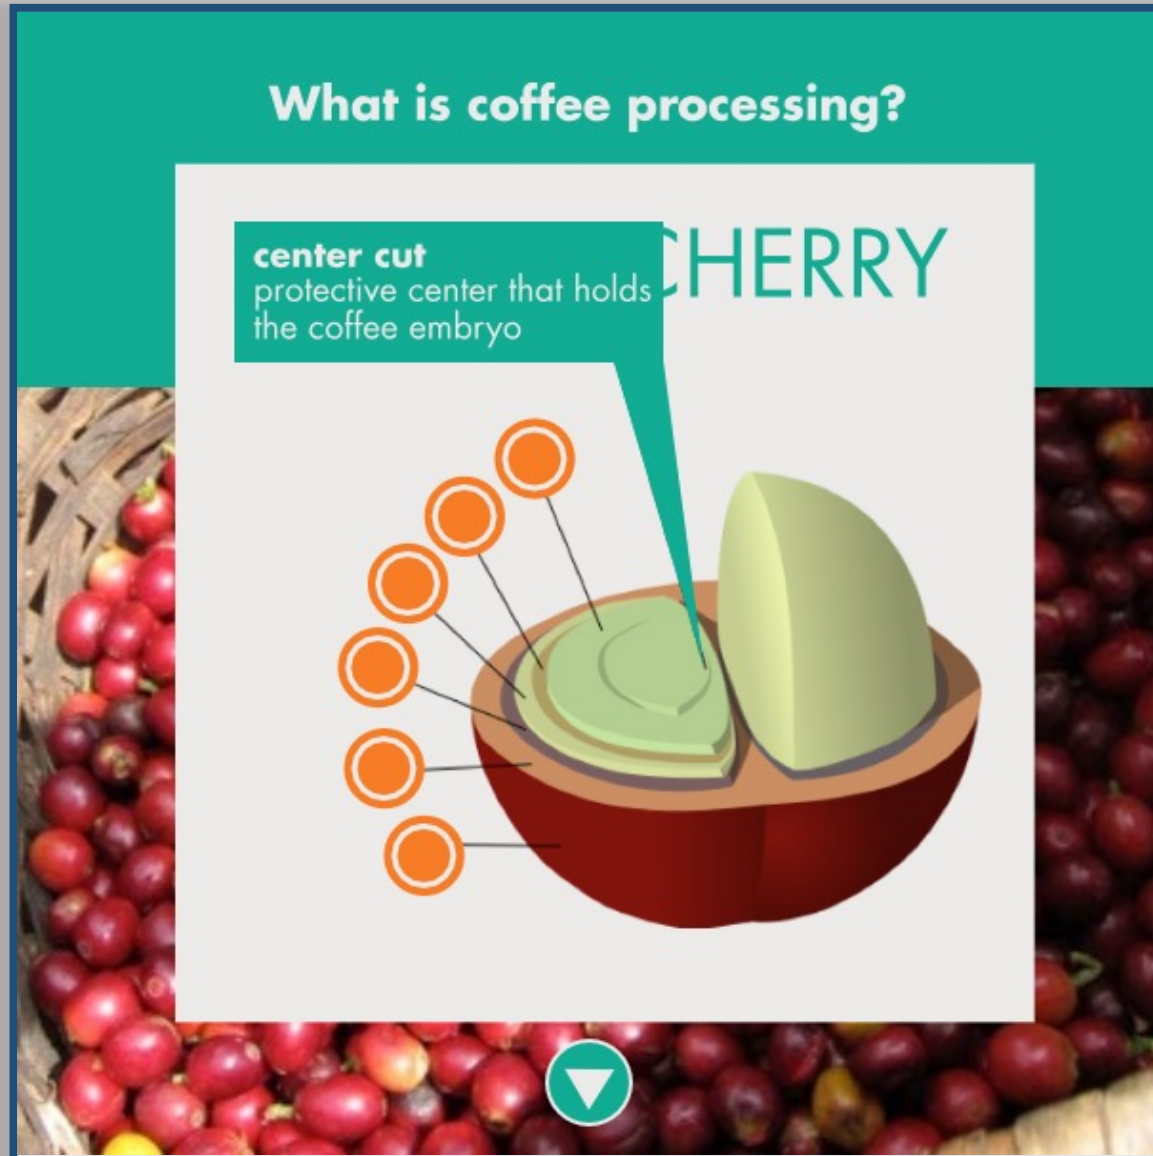 What is coffee processing?
center cut
protective center that holds
the coffee embryo
CHERRY